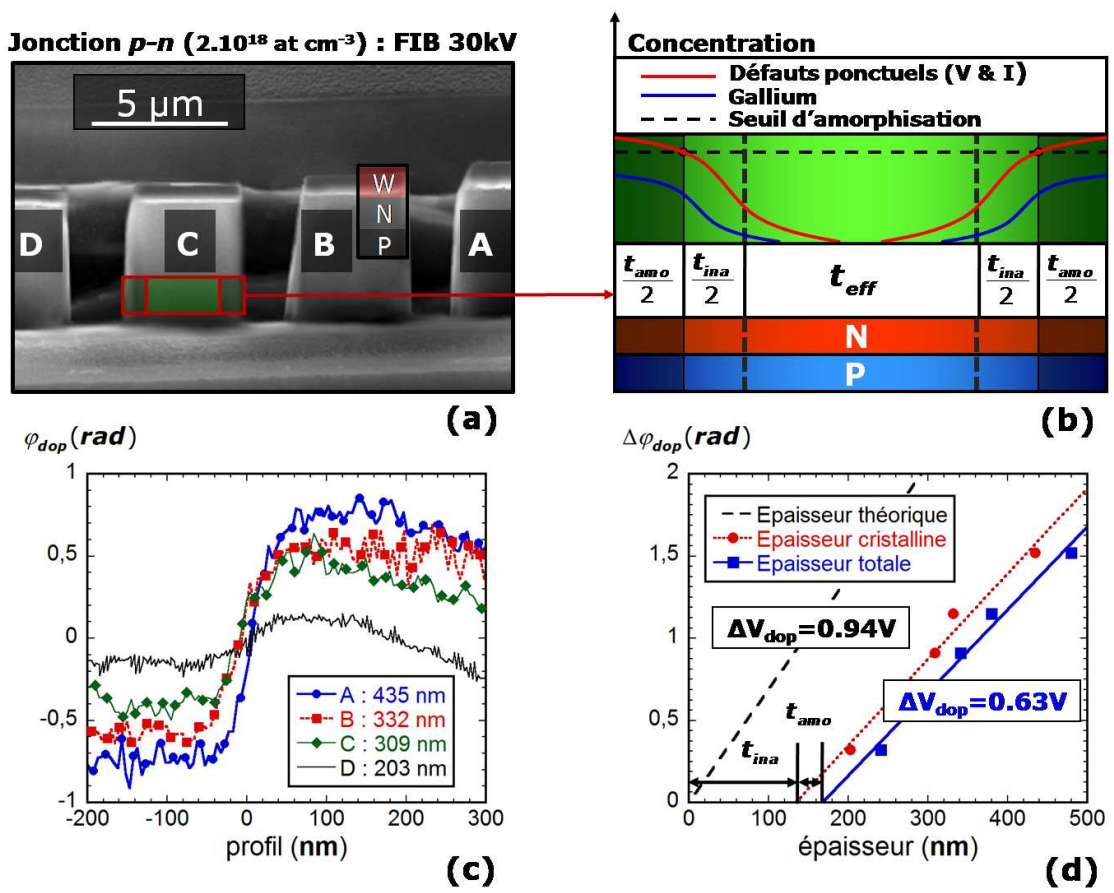 Jonction p-n (2.10¹⁸ at cm⁻³) : FIB 30kV
5 µm
D
C
B
A
W
N
P
(a)
Concentration
Défauts ponctuels (V & I)
Gallium
Seuil d'amorphisation
t_amo/2
t_ina/2
t_eff
t_ina/2
t_amo/2
N
P
(b)
φ_dop (rad)
1
0,5
0
-0,5
-1
A : 435 nm
B : 332 nm
C : 309 nm
D : 203 nm
-200 -100 0 100 200 300
profil (nm)
(c)
Δφ_dop (rad)
2
1,5
1
0,5
0
Epaisseur théorique
Epaisseur cristalline
Epaisseur totale
ΔV_dop=0.94V
ΔV_dop=0.63V
t_amo
t_ina
0 100 200 300 400 500
épaisseur (nm)
(d)